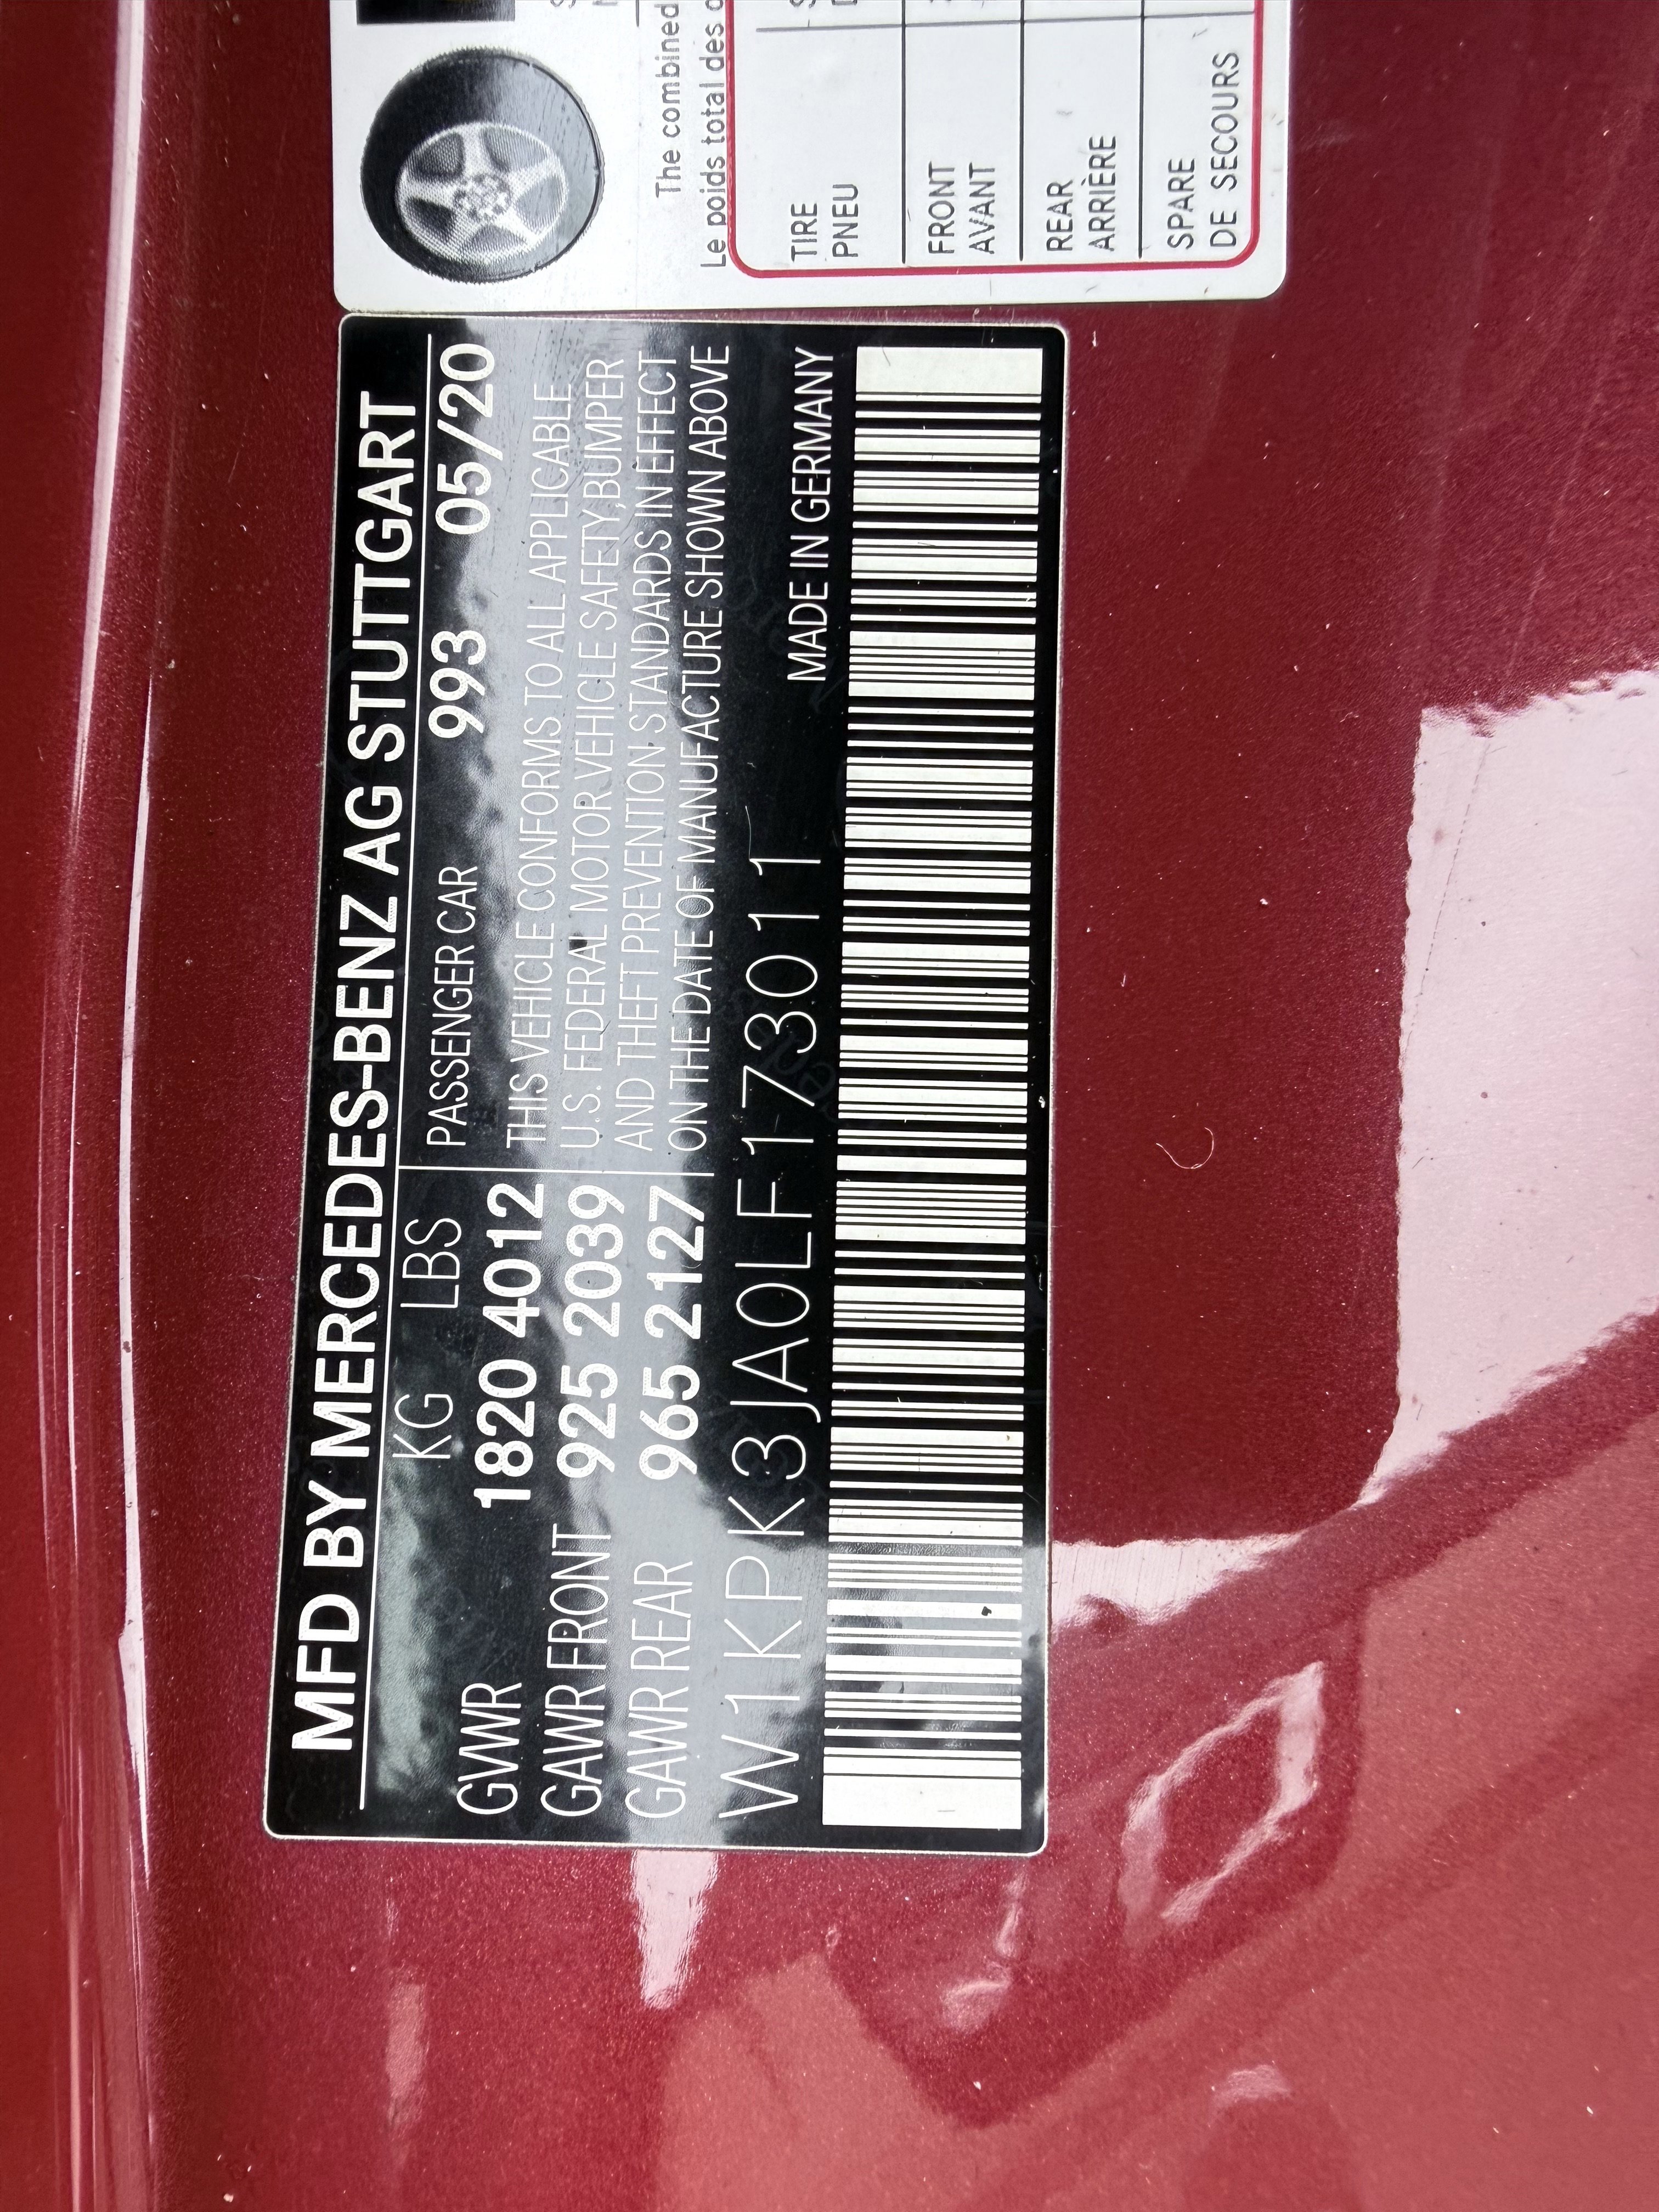 MFD BY MERCEDES-BENZ AG STUTTGART
KG LBS PASSENGER CAR 993 05/20
GVWR 1820 4012 THIS VEHICLE CONFORMS TO ALL APPLICABLE
GAWR FRONT 925 2039 U.S. FEDERAL MOTOR VEHICLE SAFETY,BUMPER
GAWR REAR 965 2127 AND THEFT PREVENTION STANDARDS IN EFFECT
ON THE DATE OF MANUFACTURE SHOWN ABOVE
W1KPK3JA0LF173011 MADE IN GERMANY
The combined
Le poids total des
TIRE
PNEU
FRONT
AVANT
REAR
ARRIÈRE
SPARE
DE SECOURS